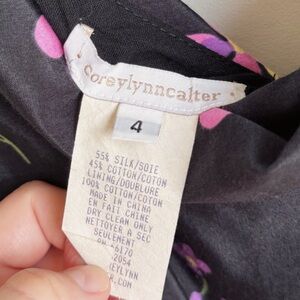 coreylynncalter
4
55% SILK/SOIE
45% COTTON/COTON
LINING/DOUBLURE
100% COTTON/COTON
MADE IN CHINA
EN FAIT CHINE
DRY CLEAN ONLY
NETTOYER A SEC
SEULEMENT